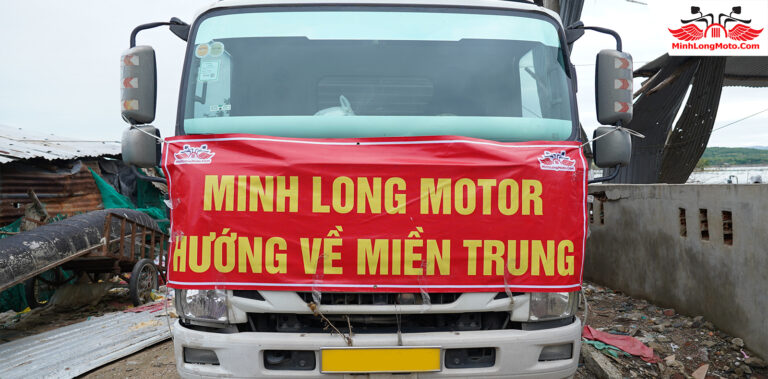 MinhLongMoto.Com
MINH LONG MOTOR
HƯỚNG VỀ MIỀN TRUNG